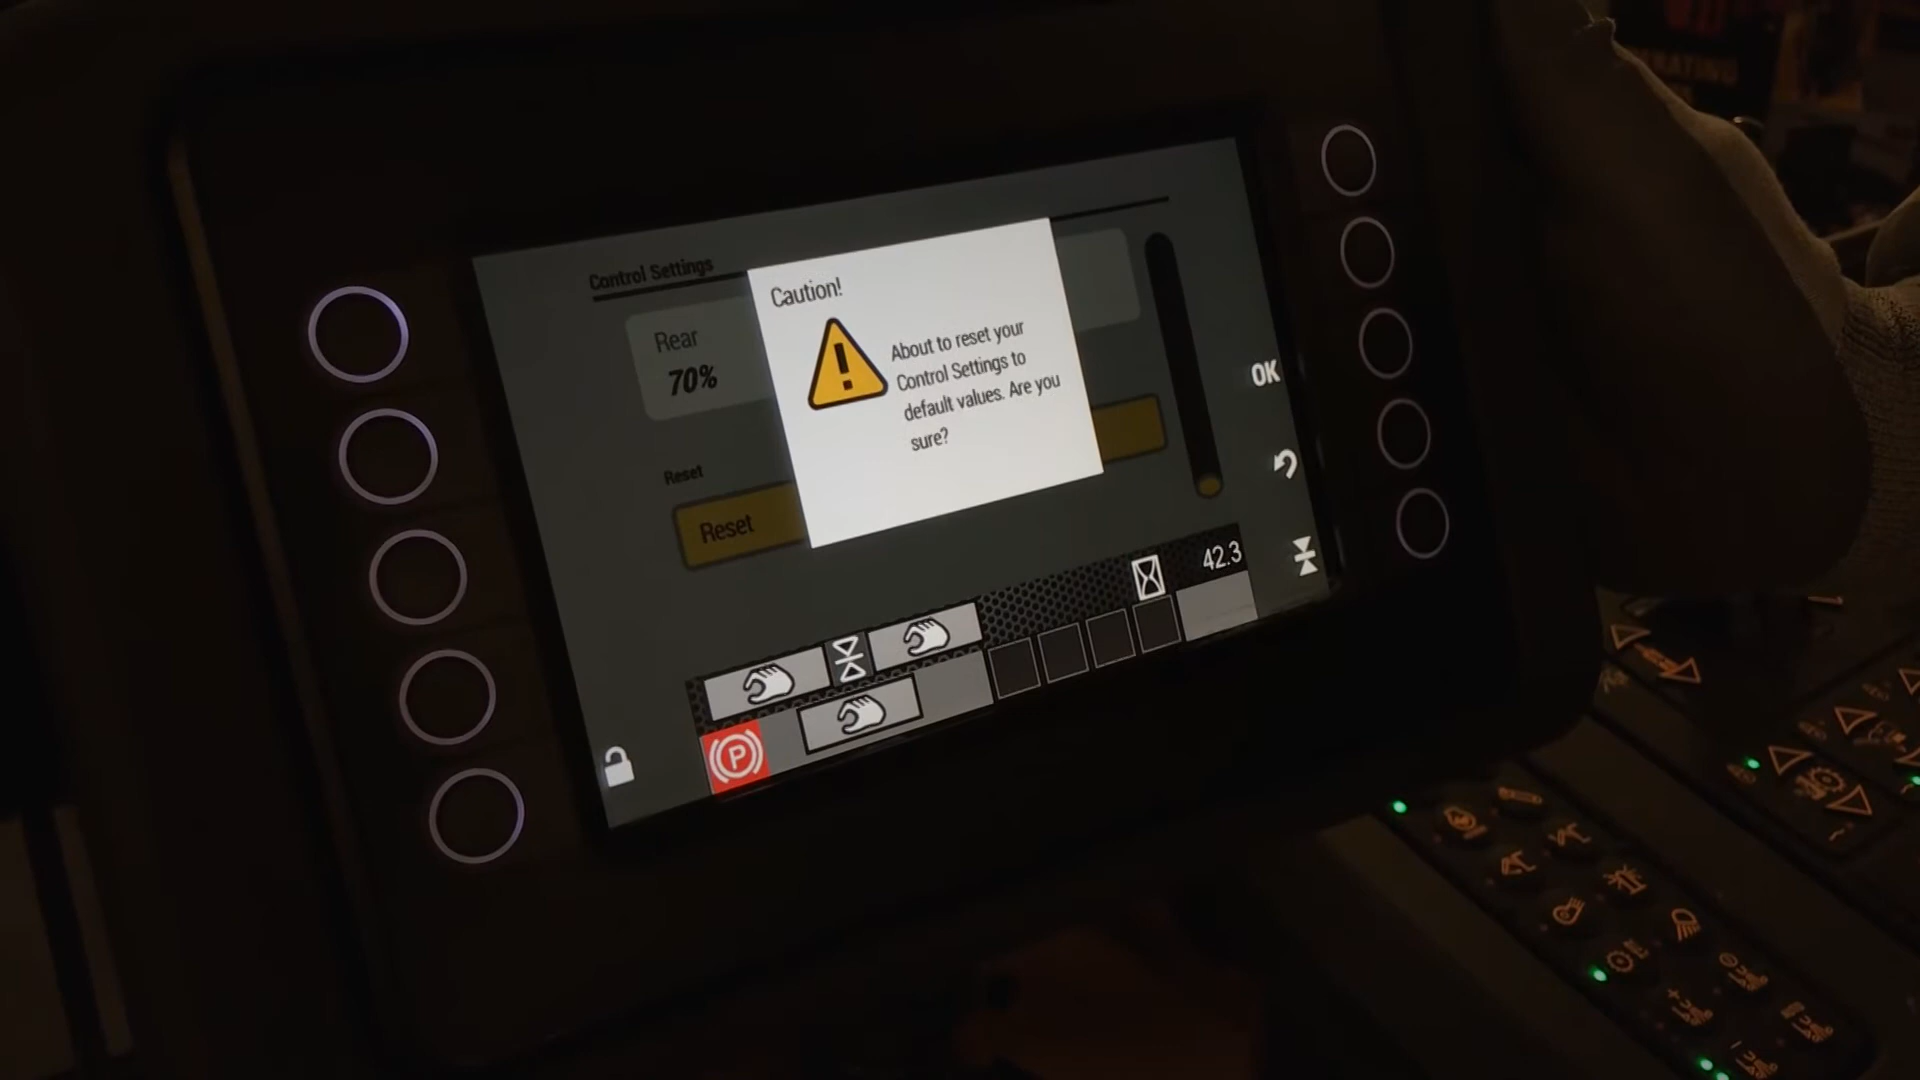 RATING
Control Settings
Caution!
Rear
70%
About to reset your
Control Settings to
default values. Are you
sure?
OK
Reset
Reset
42.3
P